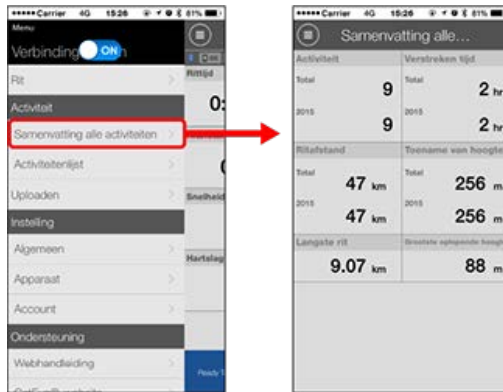 Carrier 4G 15:26 81%
Menu
Verbinding ON
Rit
Activiteit
Samenvatting alle activiteiten
Activiteitenlijst
Uploaden
Instelling
Algemeen
Apparaat
Account
Ondersteuning
Webhandleiding
Rittijd
0:
Snelheid
Hartslag
Ready
Carrier 4G 15:26 81%
Samenvatting alle...
Activiteit
Total
9
2015
9
Verstreken tijd
Total
2 hr
2015
2 hr
Ritafstand
Total
47 km
2015
47 km
Toename van hoogte
Total
256 m
2015
256 m
Langste rit
9.07 km
Grootste oplopende hoogte
88 m